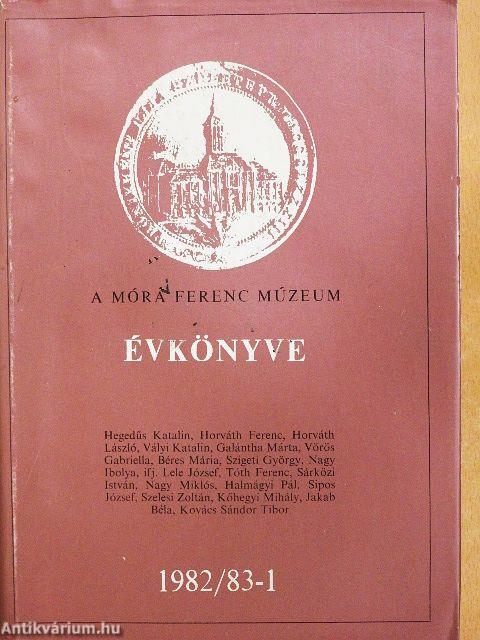 A MÓRA FERENC MÚZEUM
ÉVKÖNYVE
Hegedűs Katalin, Horváth Ferenc, Horváth
László, Vályi Katalin, Galántha Márta, Vörös
Gabriella, Béres Mária, Szigeti György, Nagy
Ibolya, ifj. Lele József, Tóth Ferenc, Sárközi
István, Nagy Miklós, Halmágyi Pál, Sipos
József, Szelesi Zoltán, Kőhegyi Mihály, Jakab
Béla, Kovács Sándor Tibor
1982/83-1
Antikvárium.hu